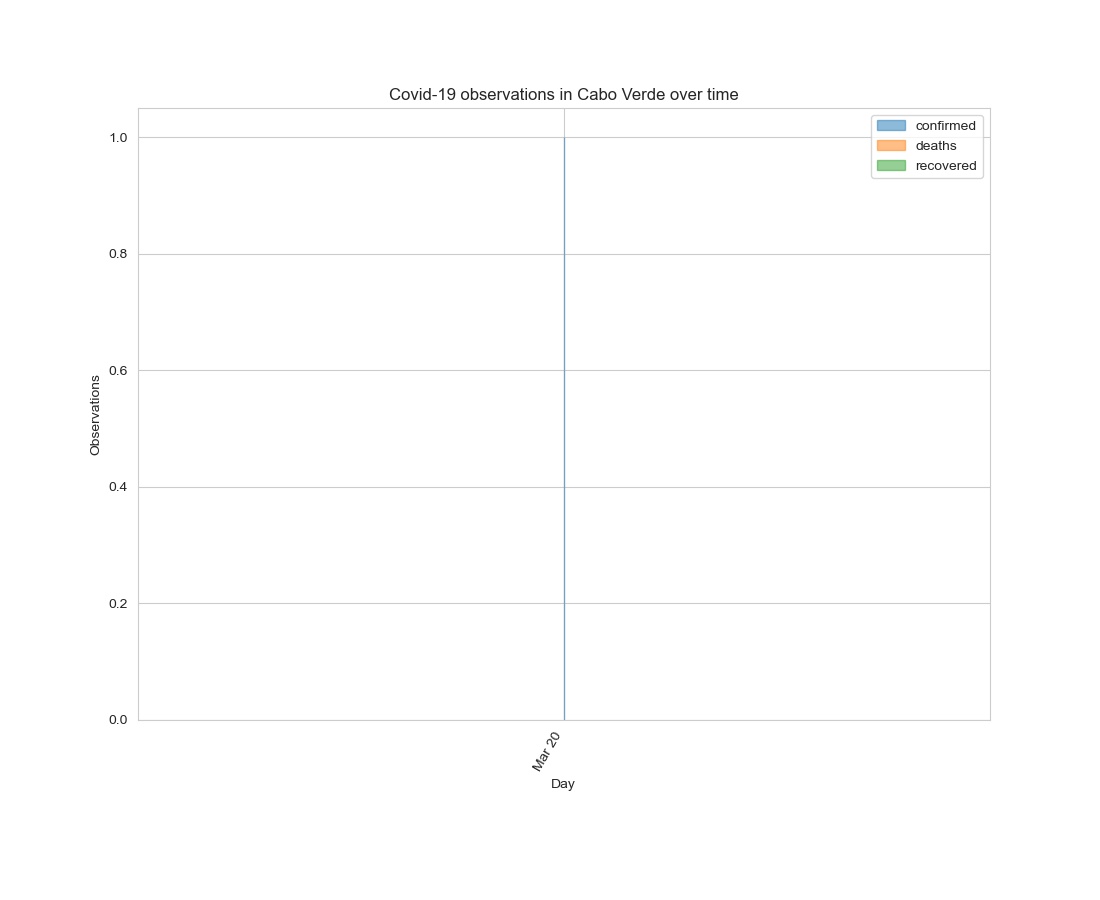 Covid-19 observations in Cabo Verde over time
confirmed
deaths
recovered
1.0
0.8
0.6
0.4
0.2
0.0
Observations
Mar 20
Day